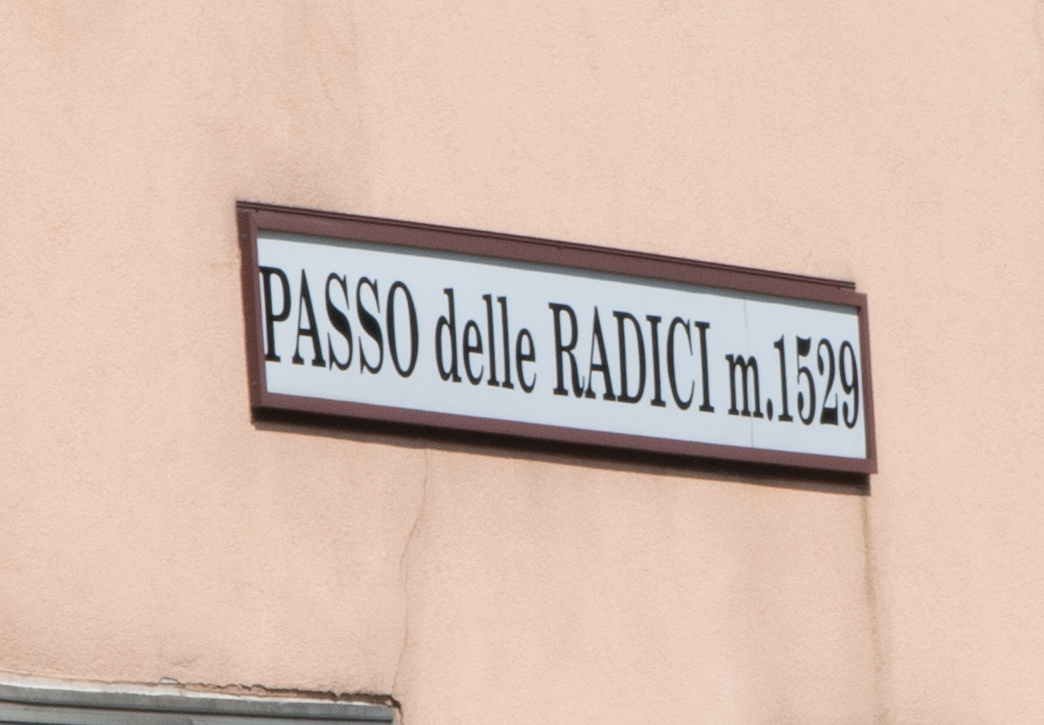 PASSO delle RADICI m.1529